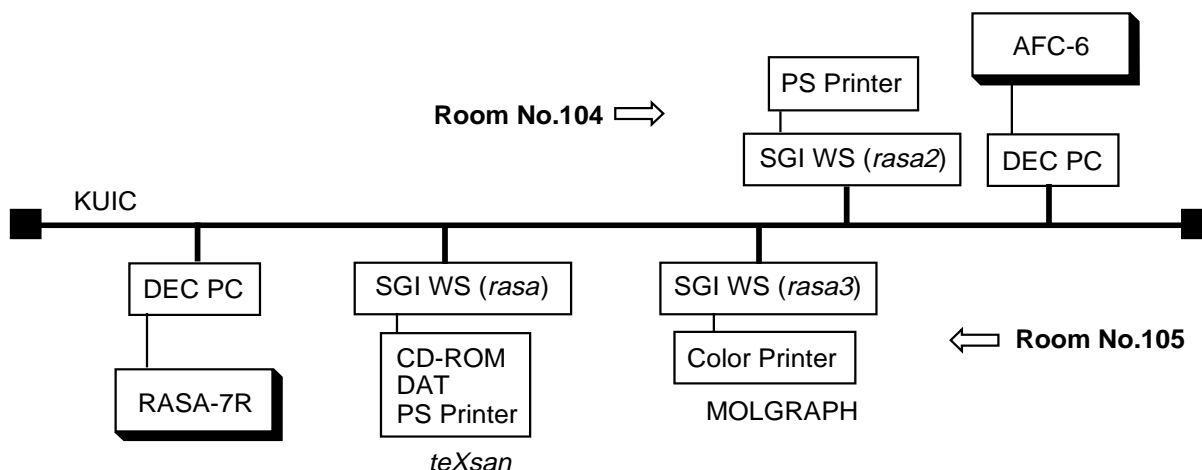 AFC-6
PS Printer
Room No.104
SGI WS (rasa2)
DEC PC
KUIC
DEC PC
SGI WS (rasa)
SGI WS (rasa3)
Room No.105
RASA-7R
CD-ROM
DAT
PS Printer
Color Printer
MOLGRAPH
teXsan